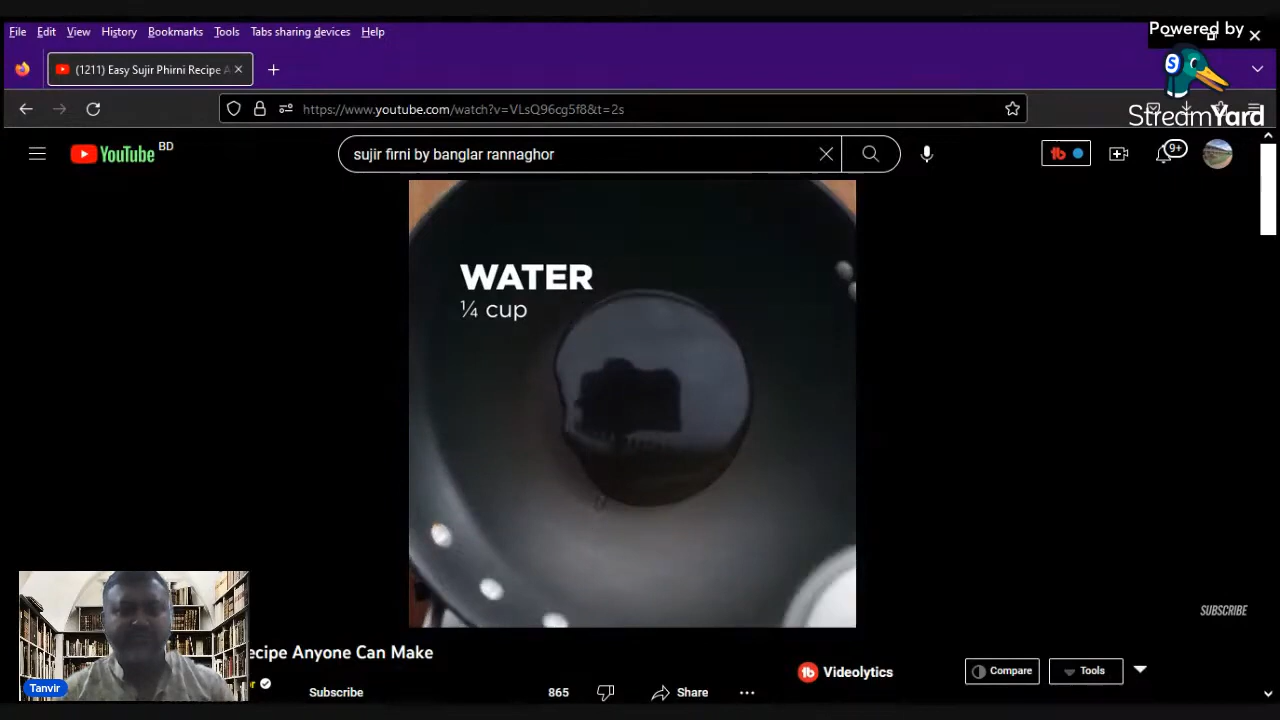 File Edit View History Bookmarks Tools Tabs sharing devices Help
Powered by
StreamYard
(1211) Easy Sujir Phirni Recipe A
https://www.youtube.com/watch?v=VLsQ96cg5f8&t=2s
YouTube BD
sujir firni by banglar rannaghor
9+
WATER
¼ cup
SUBSCRIBE
ecipe Anyone Can Make
Videolytics
Compare
Tools
Tanvir
Subscribe
865
Share